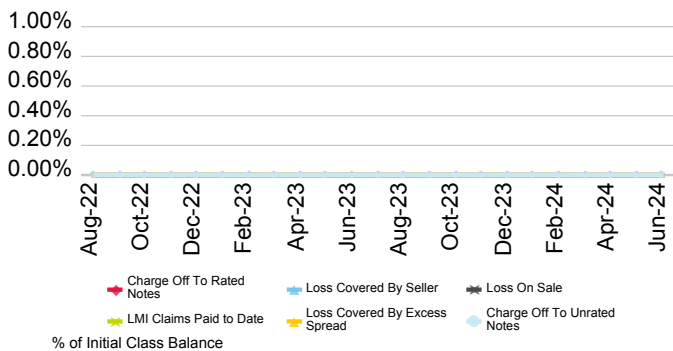 1.00%
0.80%
0.60%
0.40%
0.20%
0.00%
Aug-22
Oct-22
Dec-22
Feb-23
Apr-23
Jun-23
Aug-23
Oct-23
Dec-23
Feb-24
Apr-24
Jun-24
Charge Off To Rated
Notes
Loss Covered By Seller
Loss On Sale
LMI Claims Paid to Date
Loss Covered By Excess
Spread
Charge Off To Unrated
Notes
% of Initial Class Balance